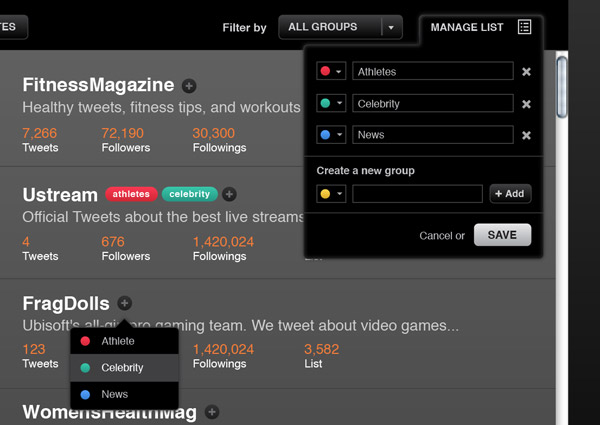 TES
Filter by
ALL GROUPS
MANAGE LIST
Athletes
Celebrity
News
Create a new group
+ Add
Cancel or
SAVE
FitnessMagazine
Healthy tweets, fitness tips, and workouts
7,266 72,190 30,300
Tweets Followers Followings
Ustream athletes celebrity
Official Tweets about the best live streams
4 676 1,420,024
Tweets Followers Followings
FragDolls
Ubisoft's all-girl pro gaming team. We tweet about video games...
123 1,420,024 3,582
Tweets Followings List
Athlete
Celebrity
News
WomensHealthMag